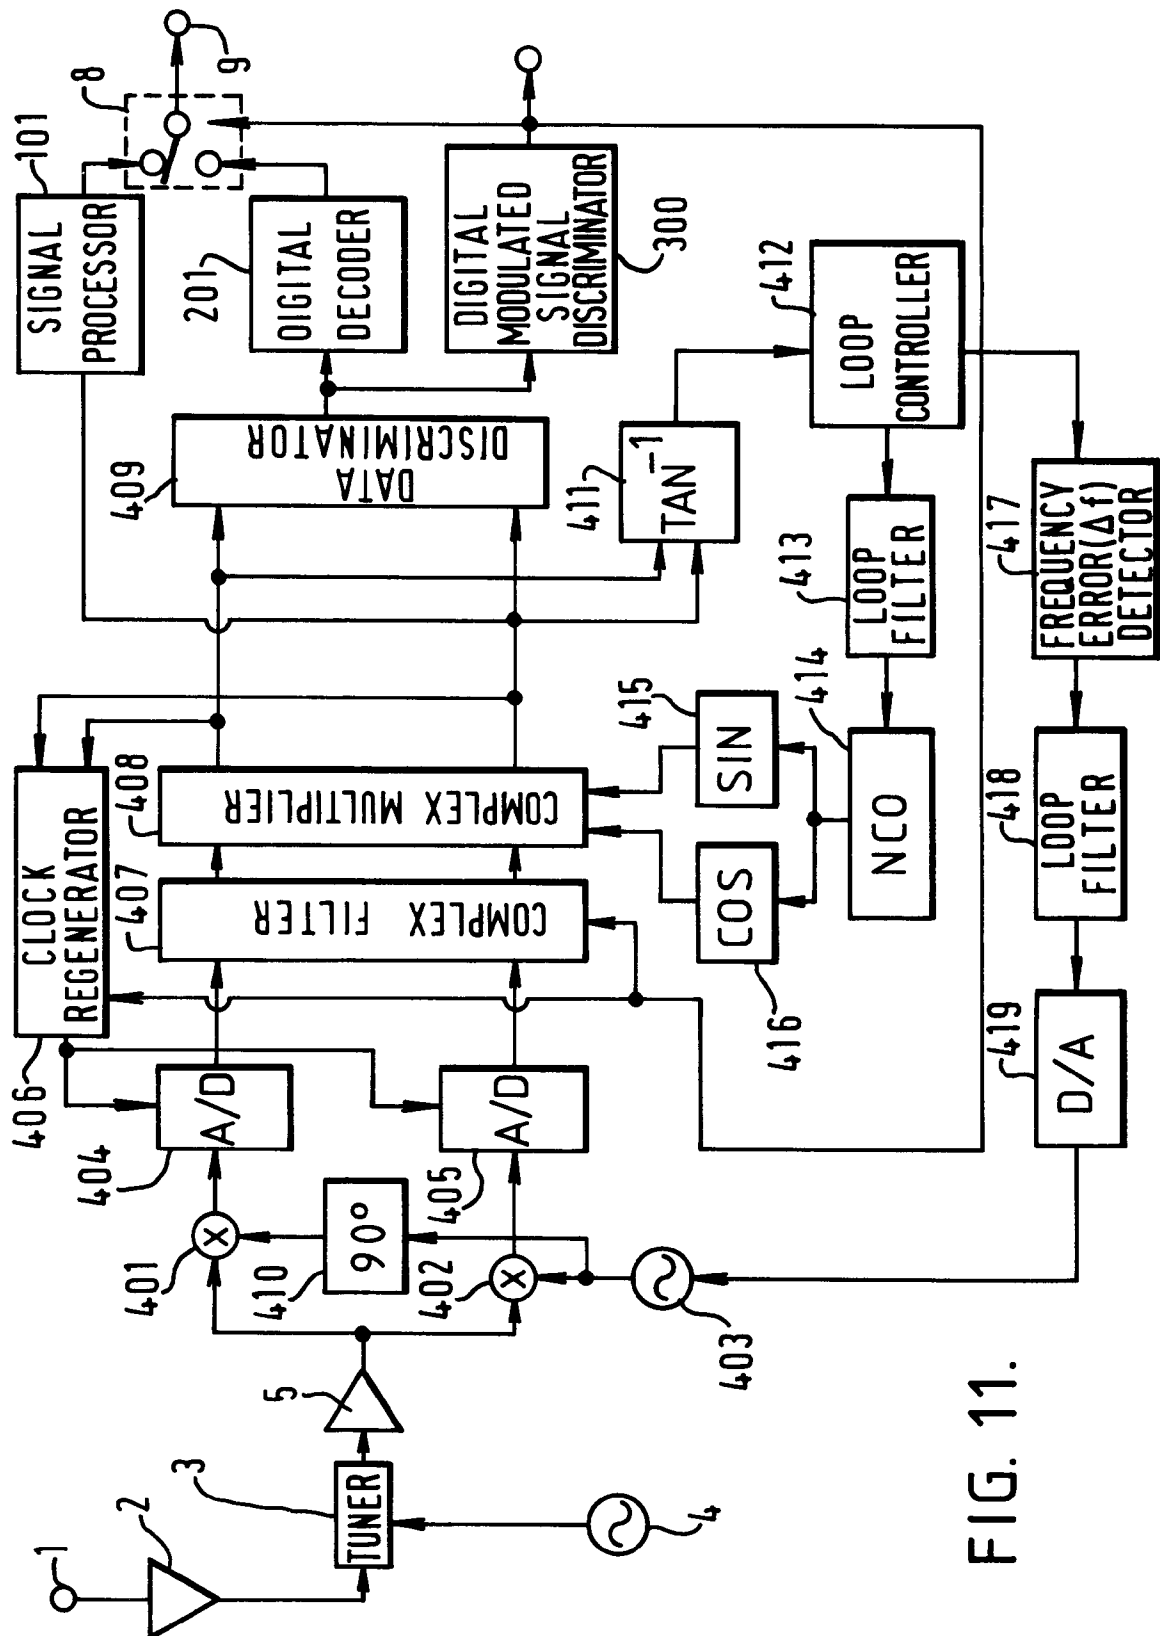 1
2
3
TUNER
4
5
401
402
403
410
90°
404
A/D
405
A/D
406
CLOCK
REGENERATOR
407
COMPLEX FILTER
408
COMPLEX MULTIPLIER
409
DATA
DISCRIMINATOR
101
SIGNAL
PROCESSOR
8
9
201
DIGITAL
DECODER
DIGITAL
MODULATED
SIGNAL
DISCRIMINATOR
300
411
TAN⁻¹
412
LOOP
CONTROLLER
413
LOOP
FILTER
414
NCO
415
SIN
416
COS
417
FREQUENCY
ERROR(Δf)
DETECTOR
418
LOOP
FILTER
419
D/A
FIG. 11.